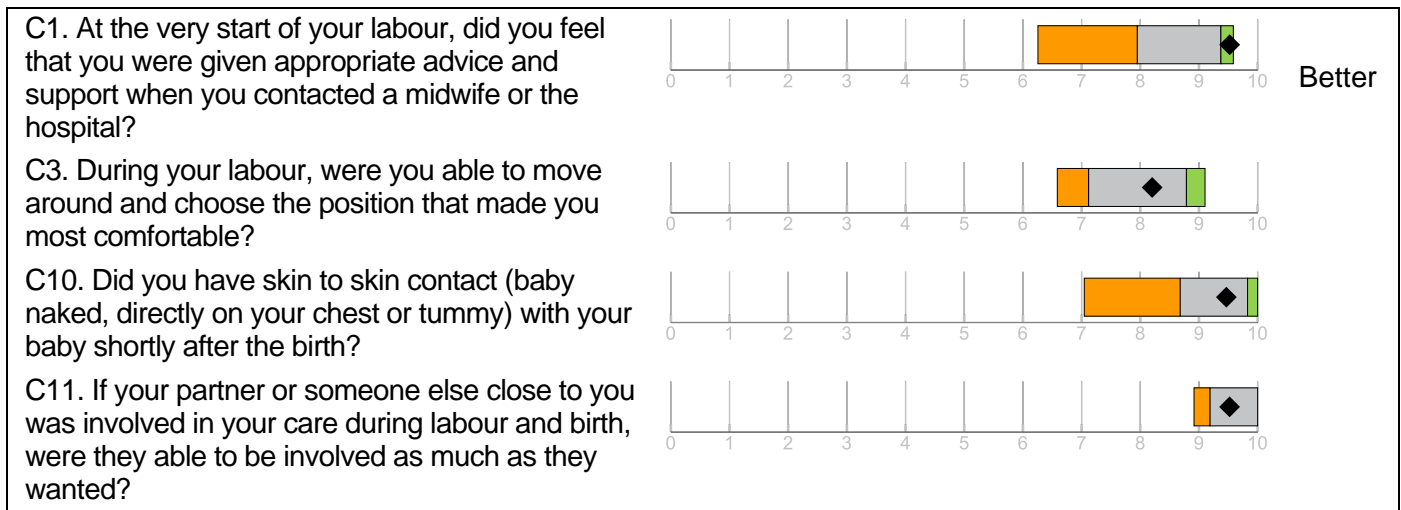 C1. At the very start of your labour, did you feel
that you were given appropriate advice and
support when you contacted a midwife or the
hospital?
0 1 2 3 4 5 6 7 8 9 10
Better
C3. During your labour, were you able to move
around and choose the position that made you
most comfortable?
0 1 2 3 4 5 6 7 8 9 10
C10. Did you have skin to skin contact (baby
naked, directly on your chest or tummy) with your
baby shortly after the birth?
0 1 2 3 4 5 6 7 8 9 10
C11. If your partner or someone else close to you
was involved in your care during labour and birth,
were they able to be involved as much as they
wanted?
0 1 2 3 4 5 6 7 8 9 10